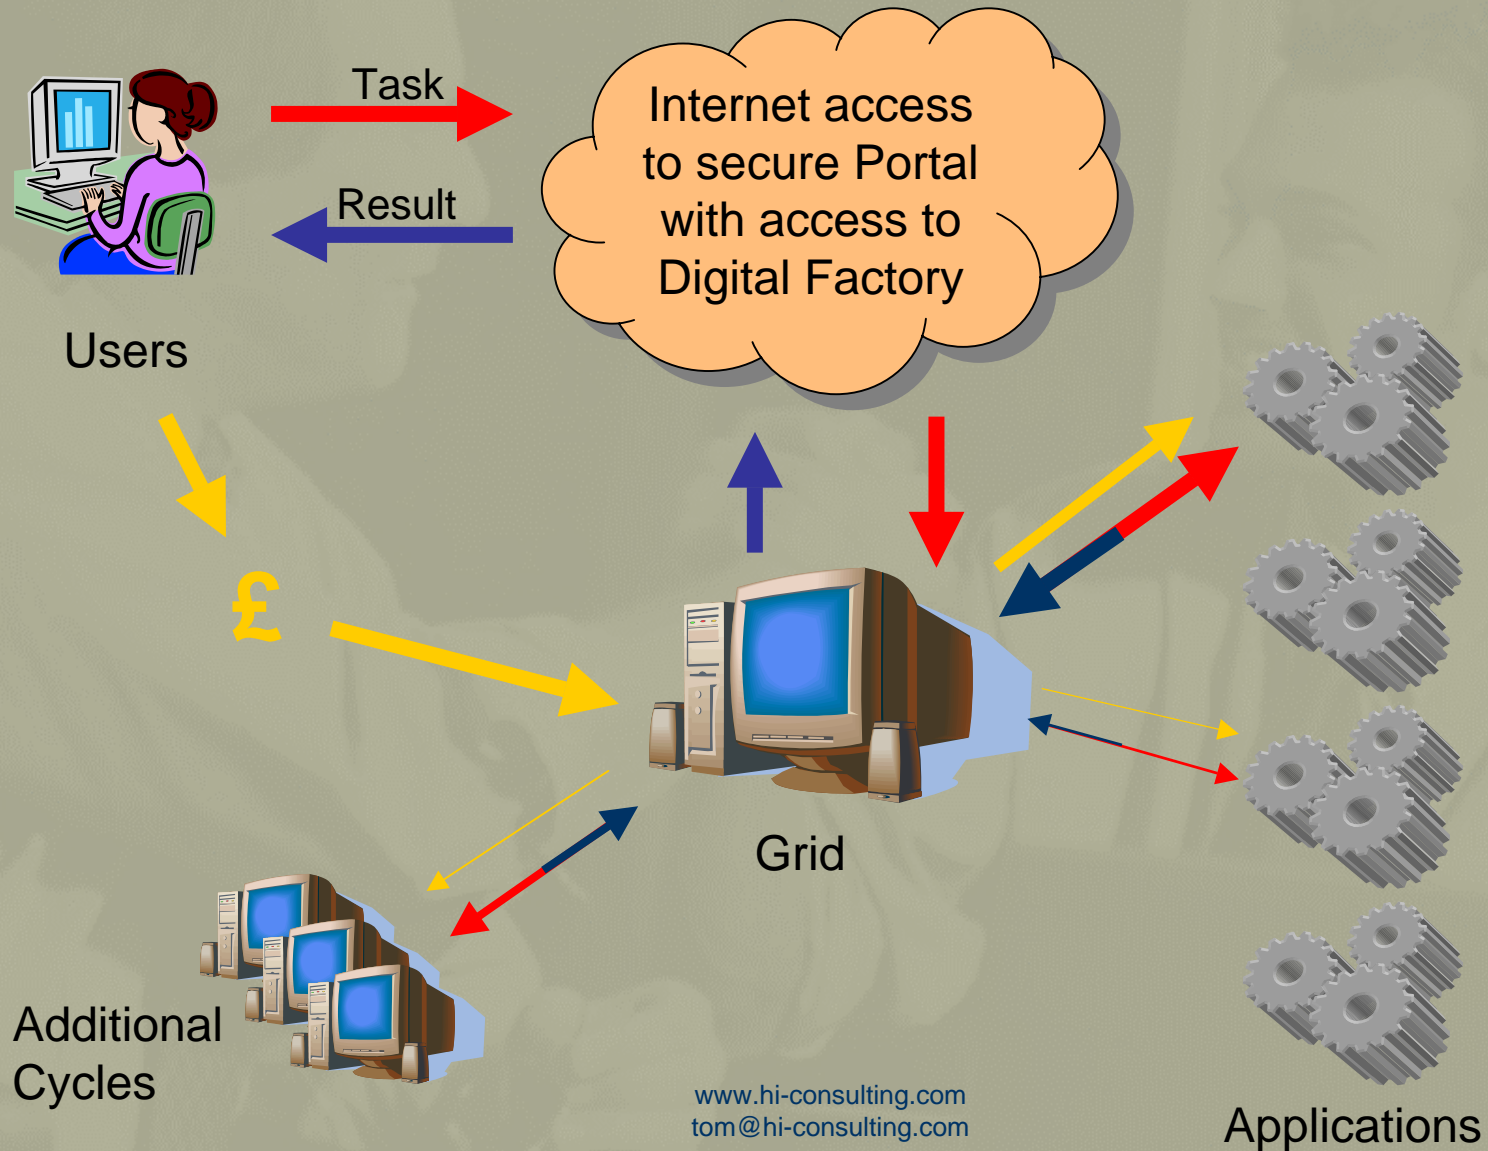 Task
Internet access
to secure Portal
with access to
Digital Factory
Result
Users
£
Grid
Additional
Cycles
www.hi-consulting.com
tom@hi-consulting.com
Applications